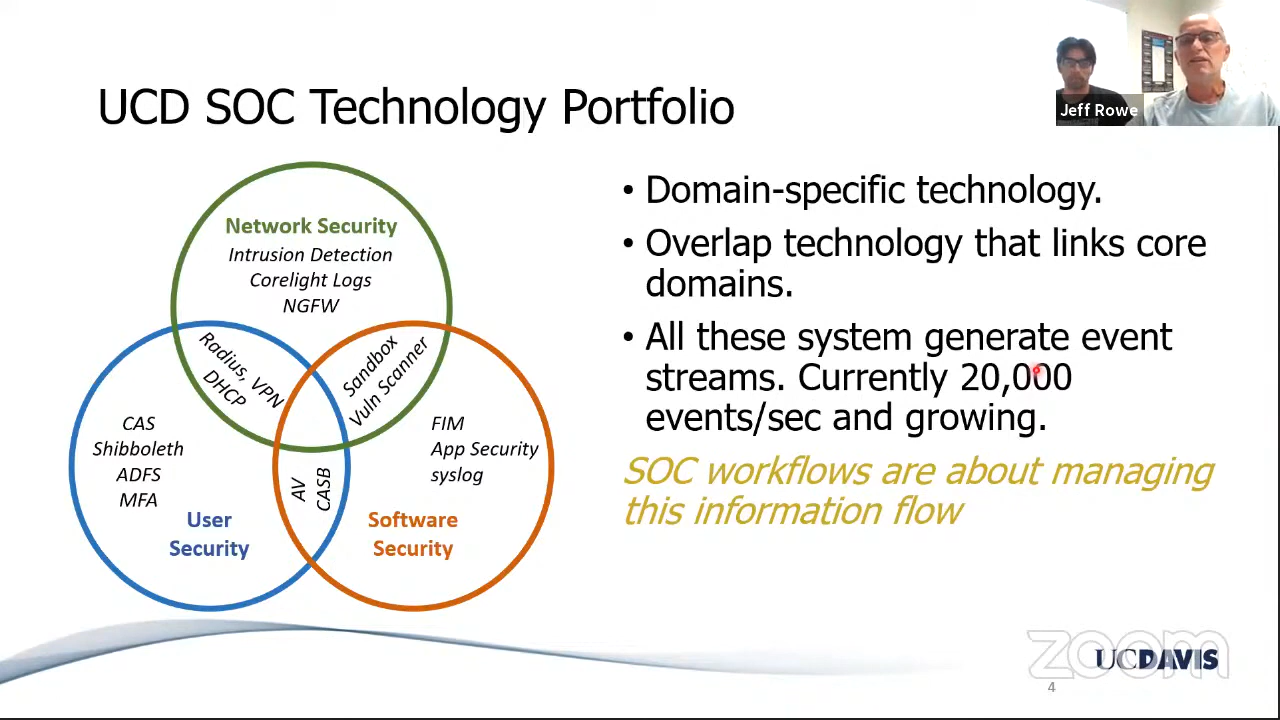 UCD SOC Technology Portfolio
Jeff Rowe
Network Security
Intrusion Detection
Corelight Logs
NGFW
Radius, VPN
DHCP
Sandbox
Vuln Scanner
CAS
Shibboleth
ADFS
MFA
User
Security
AV
CASB
FIM
App Security
syslog
Software
Security
• Domain-specific technology.
• Overlap technology that links core
domains.
• All these system generate event
streams. Currently 20,000
events/sec and growing.
SOC workflows are about managing
this information flow
zoom
UCDAVIS
4